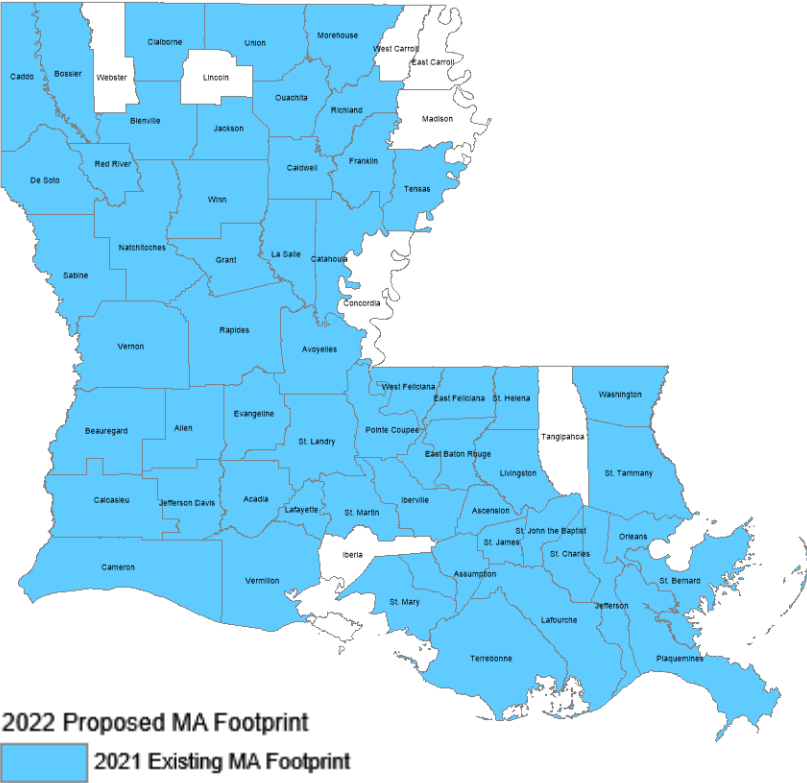 Caddo
Bossier
Webster
Claiborne
Union
Morehouse
West Carroll
East Carroll
Lincoln
Ouachita
Richland
Madison
Bienville
Jackson
De Soto
Red River
Caldwell
Franklin
Tensas
Winn
Natchitoches
Grant
La Salle
Catahoula
Sabine
Concordia
Vernon
Rapides
Avoyelles
West Feliciana
East Feliciana
St. Helena
Washington
Beauregard
Allen
Evangeline
St. Landry
Pointe Coupee
Tangipahoa
East Baton Rouge
Livingston
St. Tammany
Calcasieu
Jefferson Davis
Acadia
Lafayette
St. Martin
Iberville
Ascension
St. John the Baptist
Orleans
St. James
St. Charles
Iberia
Cameron
Vermilion
Assumption
St. Bernard
St. Mary
Jefferson
Lafourche
Terrebonne
Plaquemines
2022 Proposed MA Footprint
2021 Existing MA Footprint